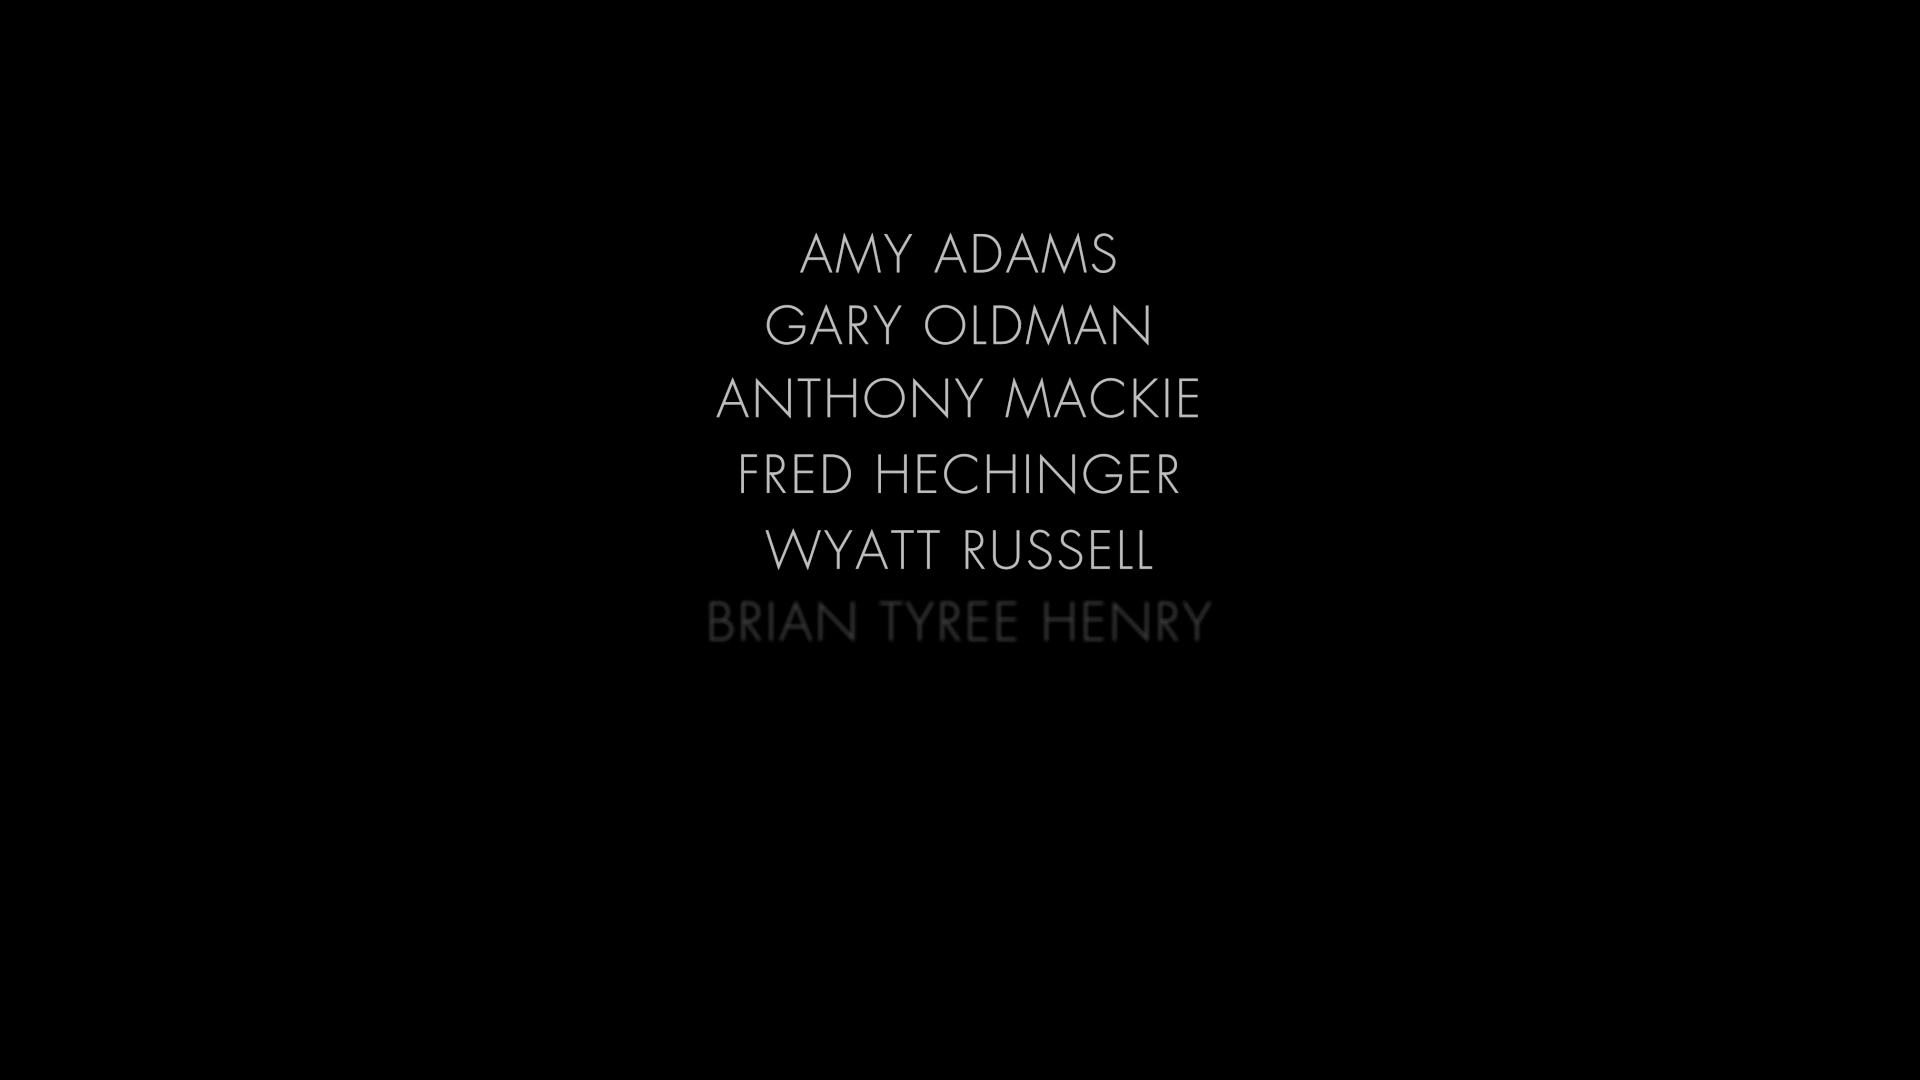 AMY ADAMS
GARY OLDMAN
ANTHONY MACKIE
FRED HECHINGER
WYATT RUSSELL
BRIAN TYREE HENRY